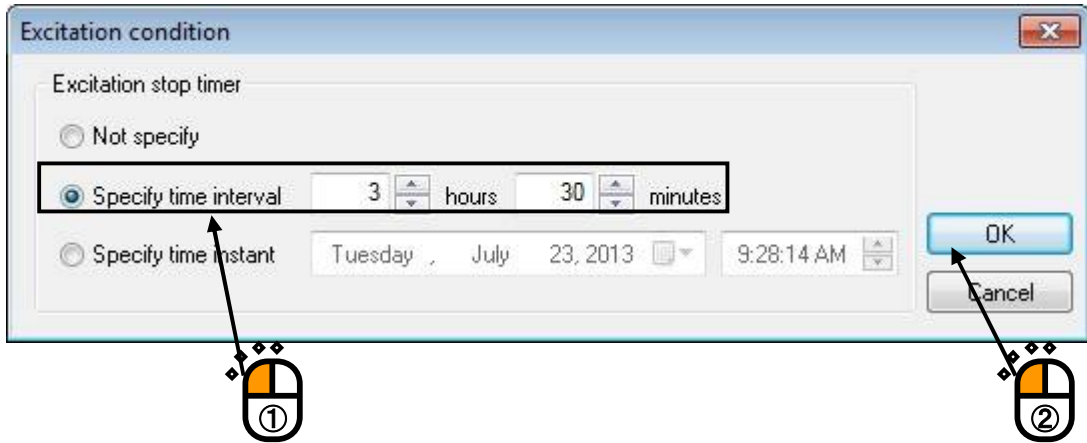 Excitation condition
Excitation stop timer
Not specify
Specify time interval 3 hours 30 minutes
Specify time instant Tuesday , July 23, 2013 9:28:14 AM
OK
Cancel
① ②